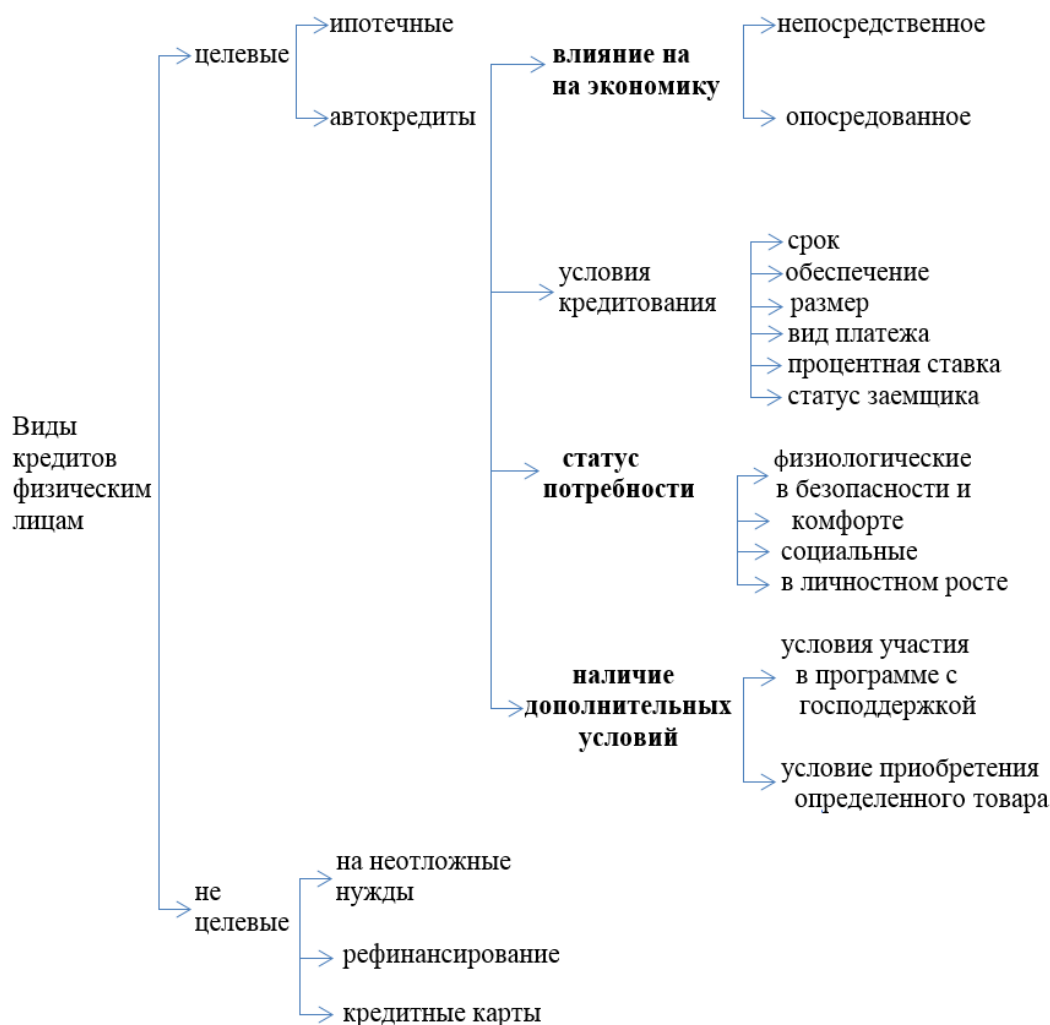 Виды
кредитов
физическим
лицам
целевые
ипотечные
автокредиты
влияние на
на экономику
непосредственное
опосредованное
условия
кредитования
срок
обеспечение
размер
вид платежа
процентная ставка
статус заемщика
статус
потребности
физиологические
в безопасности и
комфорте
социальные
в личностном росте
наличие
дополнительных
условий
условия участия
в программе с
господдержкой
условие приобретения
определенного товара
не
целевые
на неотложные
нужды
рефинансирование
кредитные карты